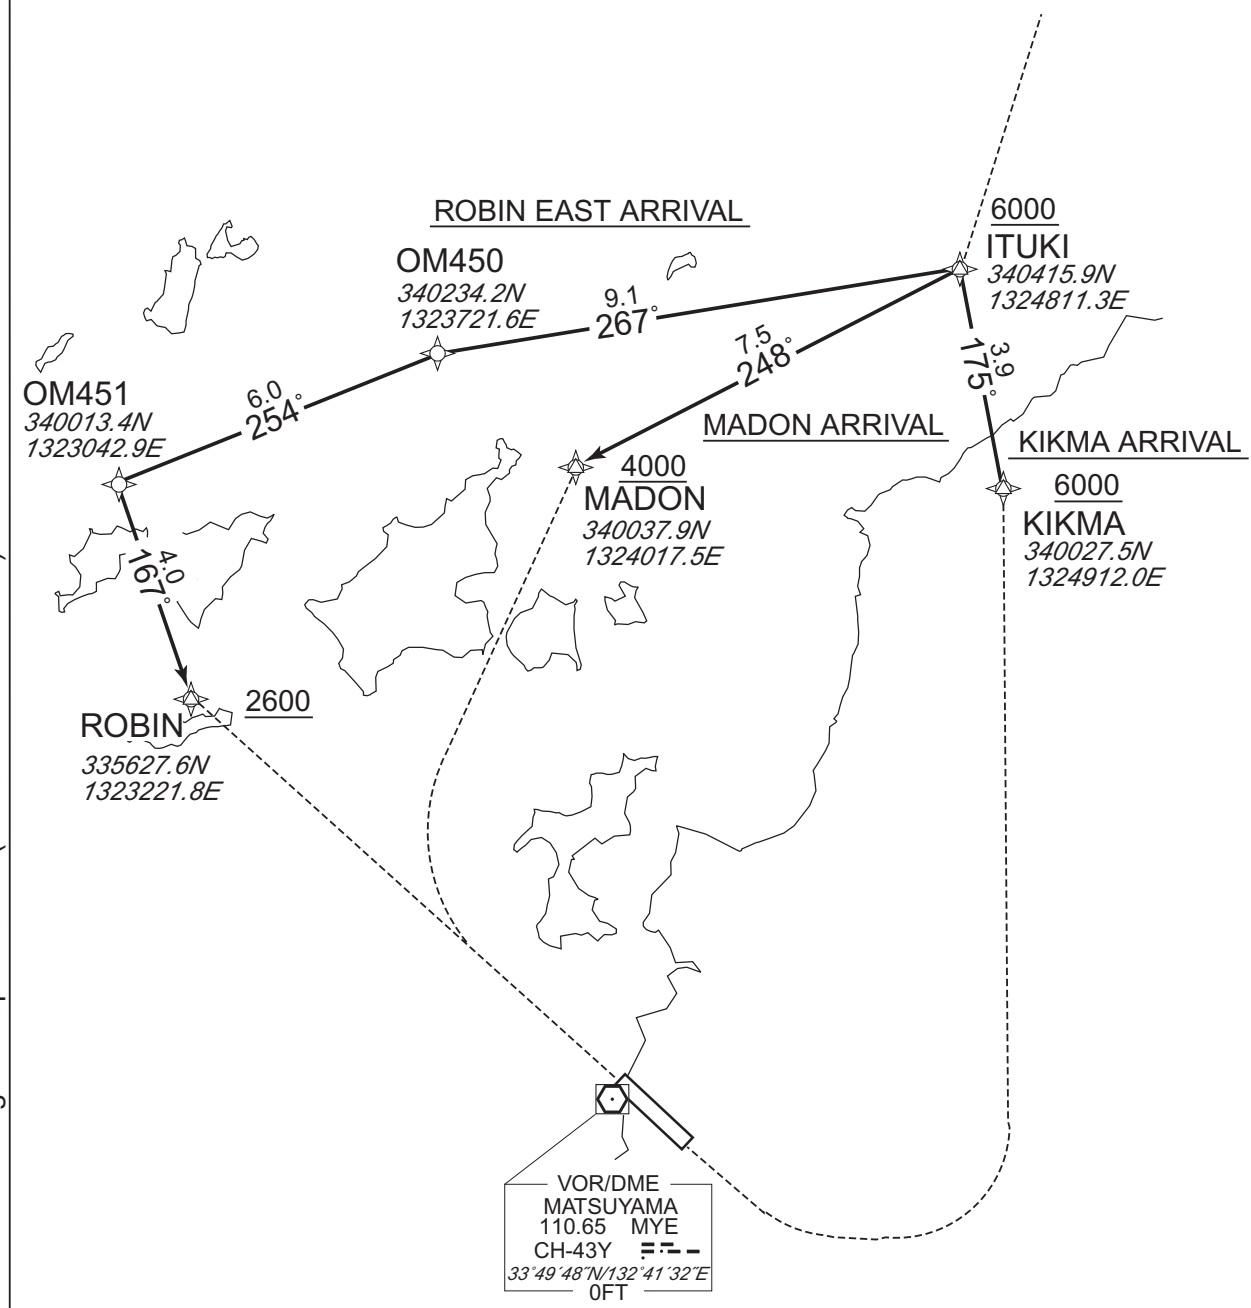 ROBIN EAST ARRIVAL
6000
ITUKI
340415.9N
1324811.3E
OM450
340234.2N
1323721.6E
9.1
267°
7.5
248°
3.9
175°
OM451
340013.4N
1323042.9E
6.0
254°
MADON ARRIVAL
KIKMA ARRIVAL
4000
MADON
340037.9N
1324017.5E
6000
KIKMA
340027.5N
1324912.0E
4.0
167°
2600
ROBIN
335627.6N
1323221.8E
VOR/DME
MATSUYAMA
110.65 MYE
CH-43Y
33°49´48˝N/132°41´32˝E
0FT